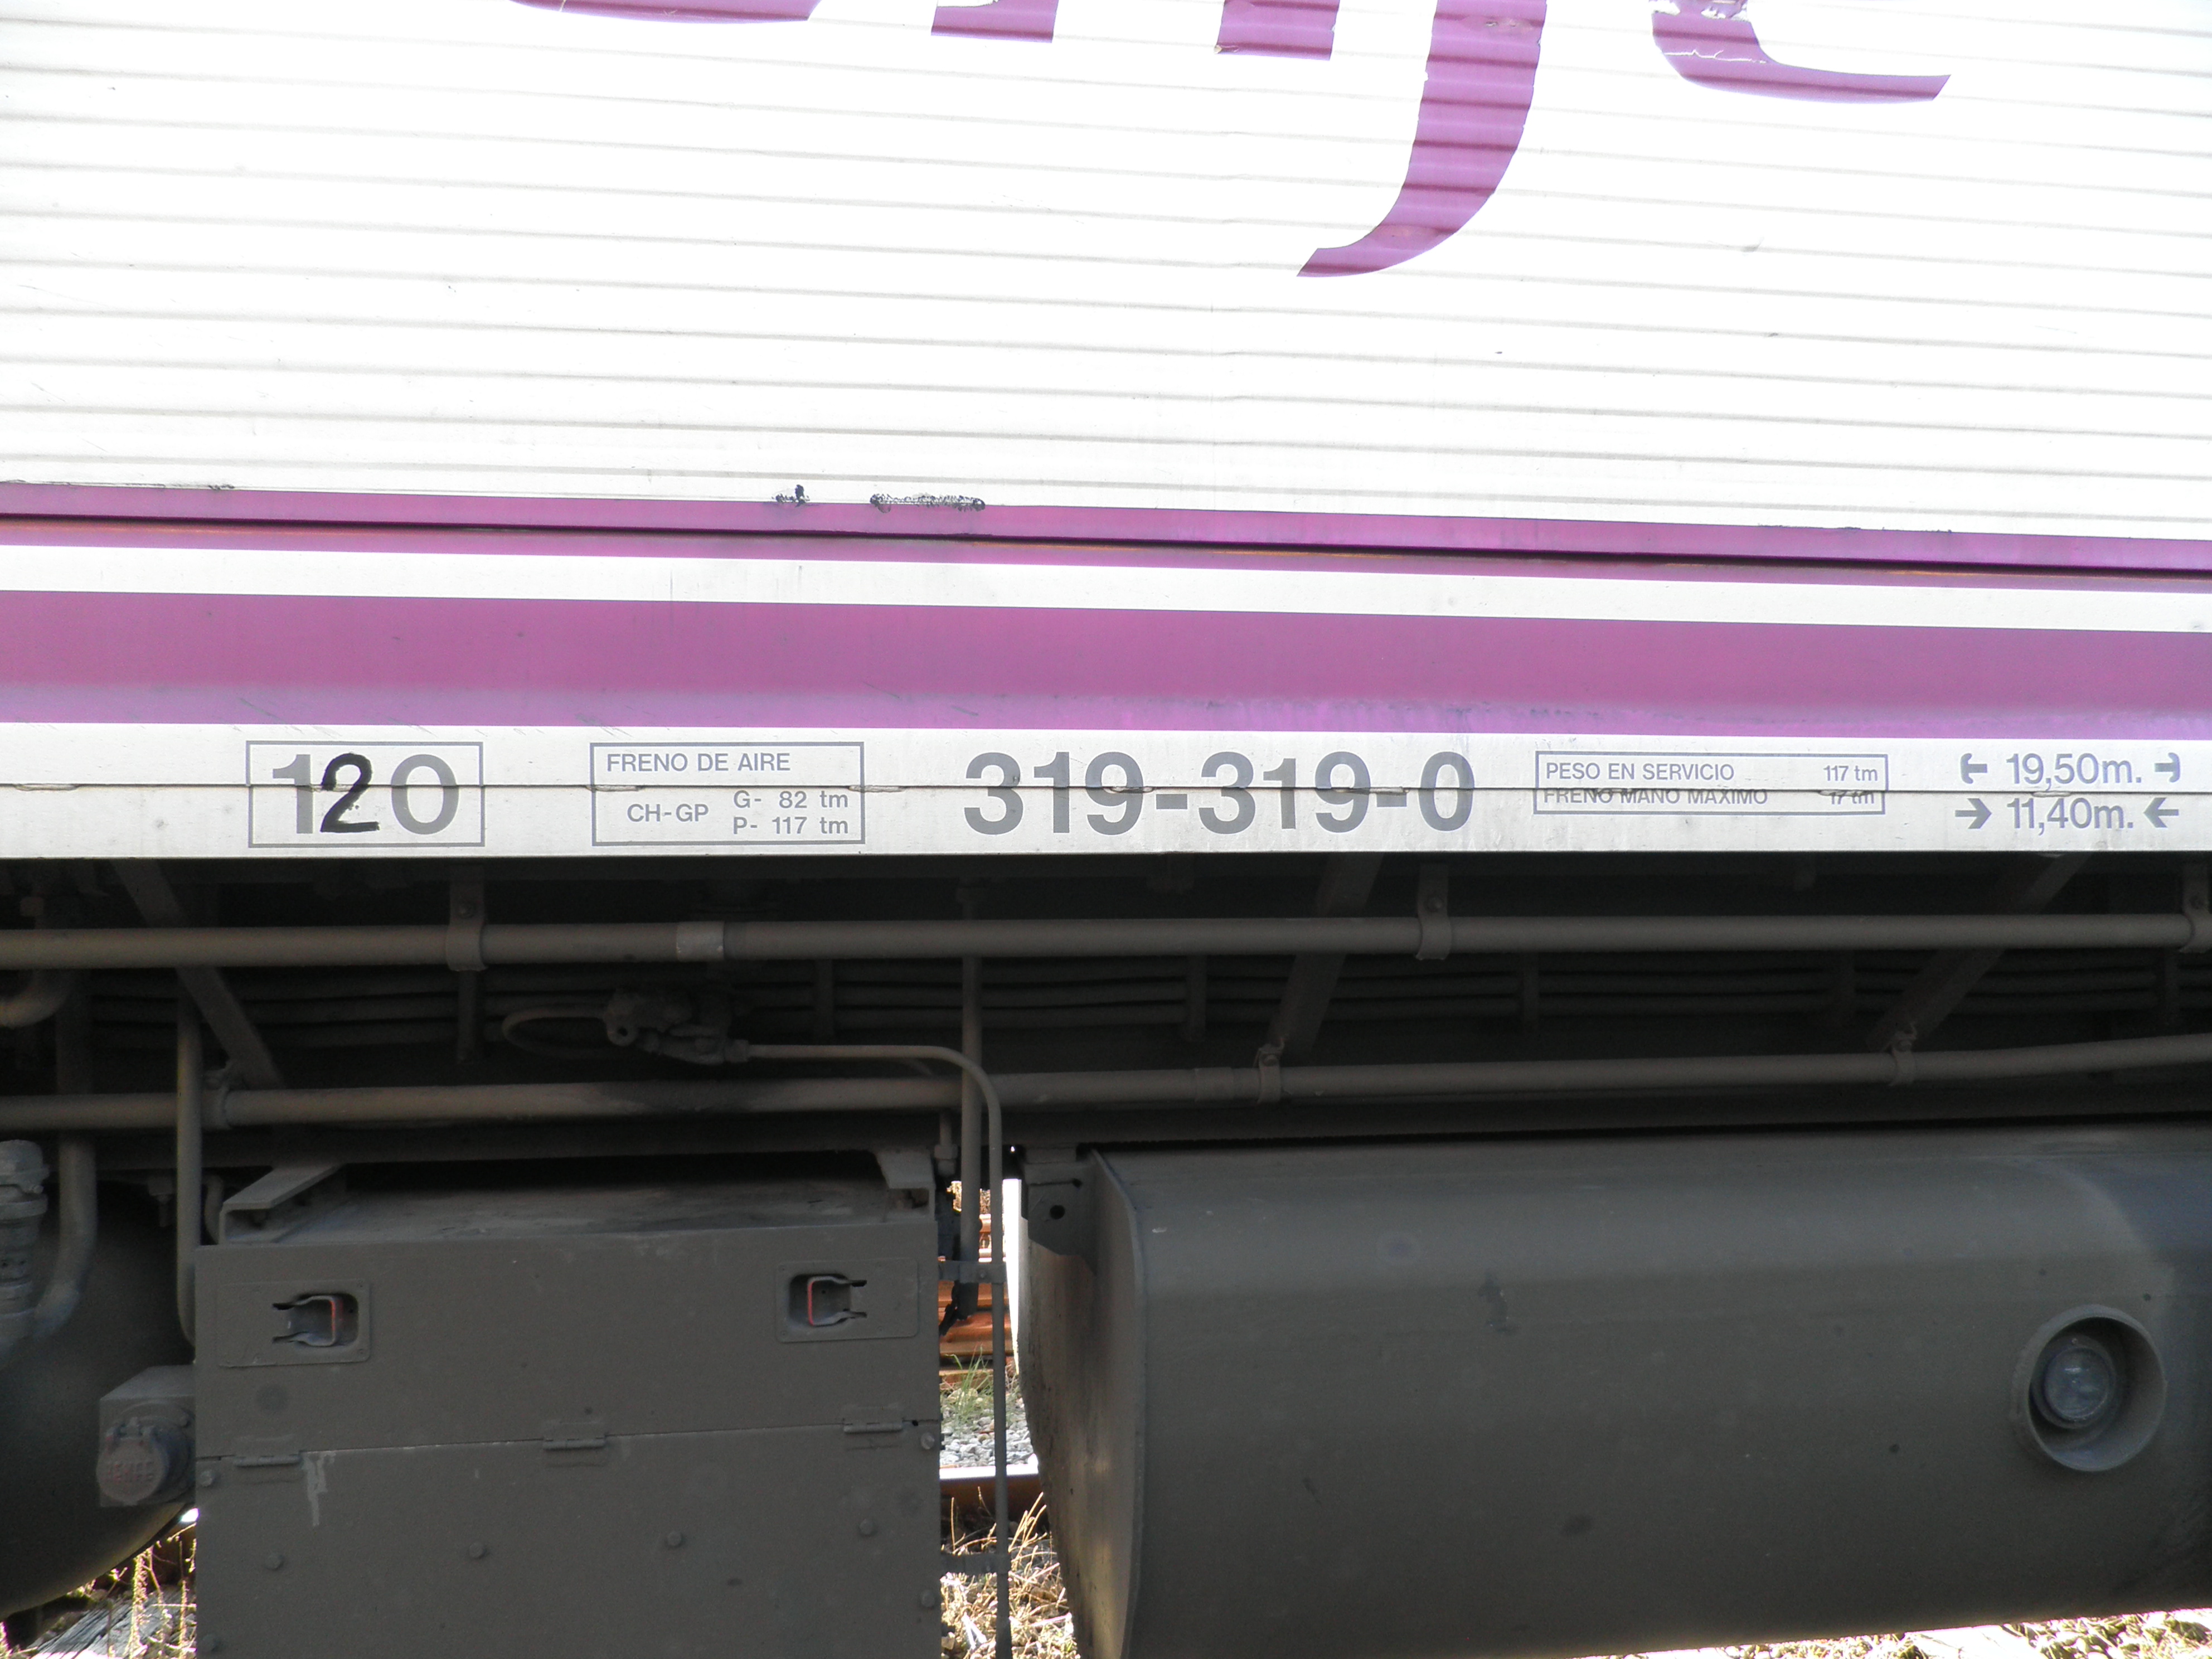 120
FRENO DE AIRE
CH-GP
G- 82 tm
P- 117 tm
319-319-0
PESO EN SERVICIO 117 tm
FRENO MANO MAXIMO 17 tm
19,50m.
11,40m.